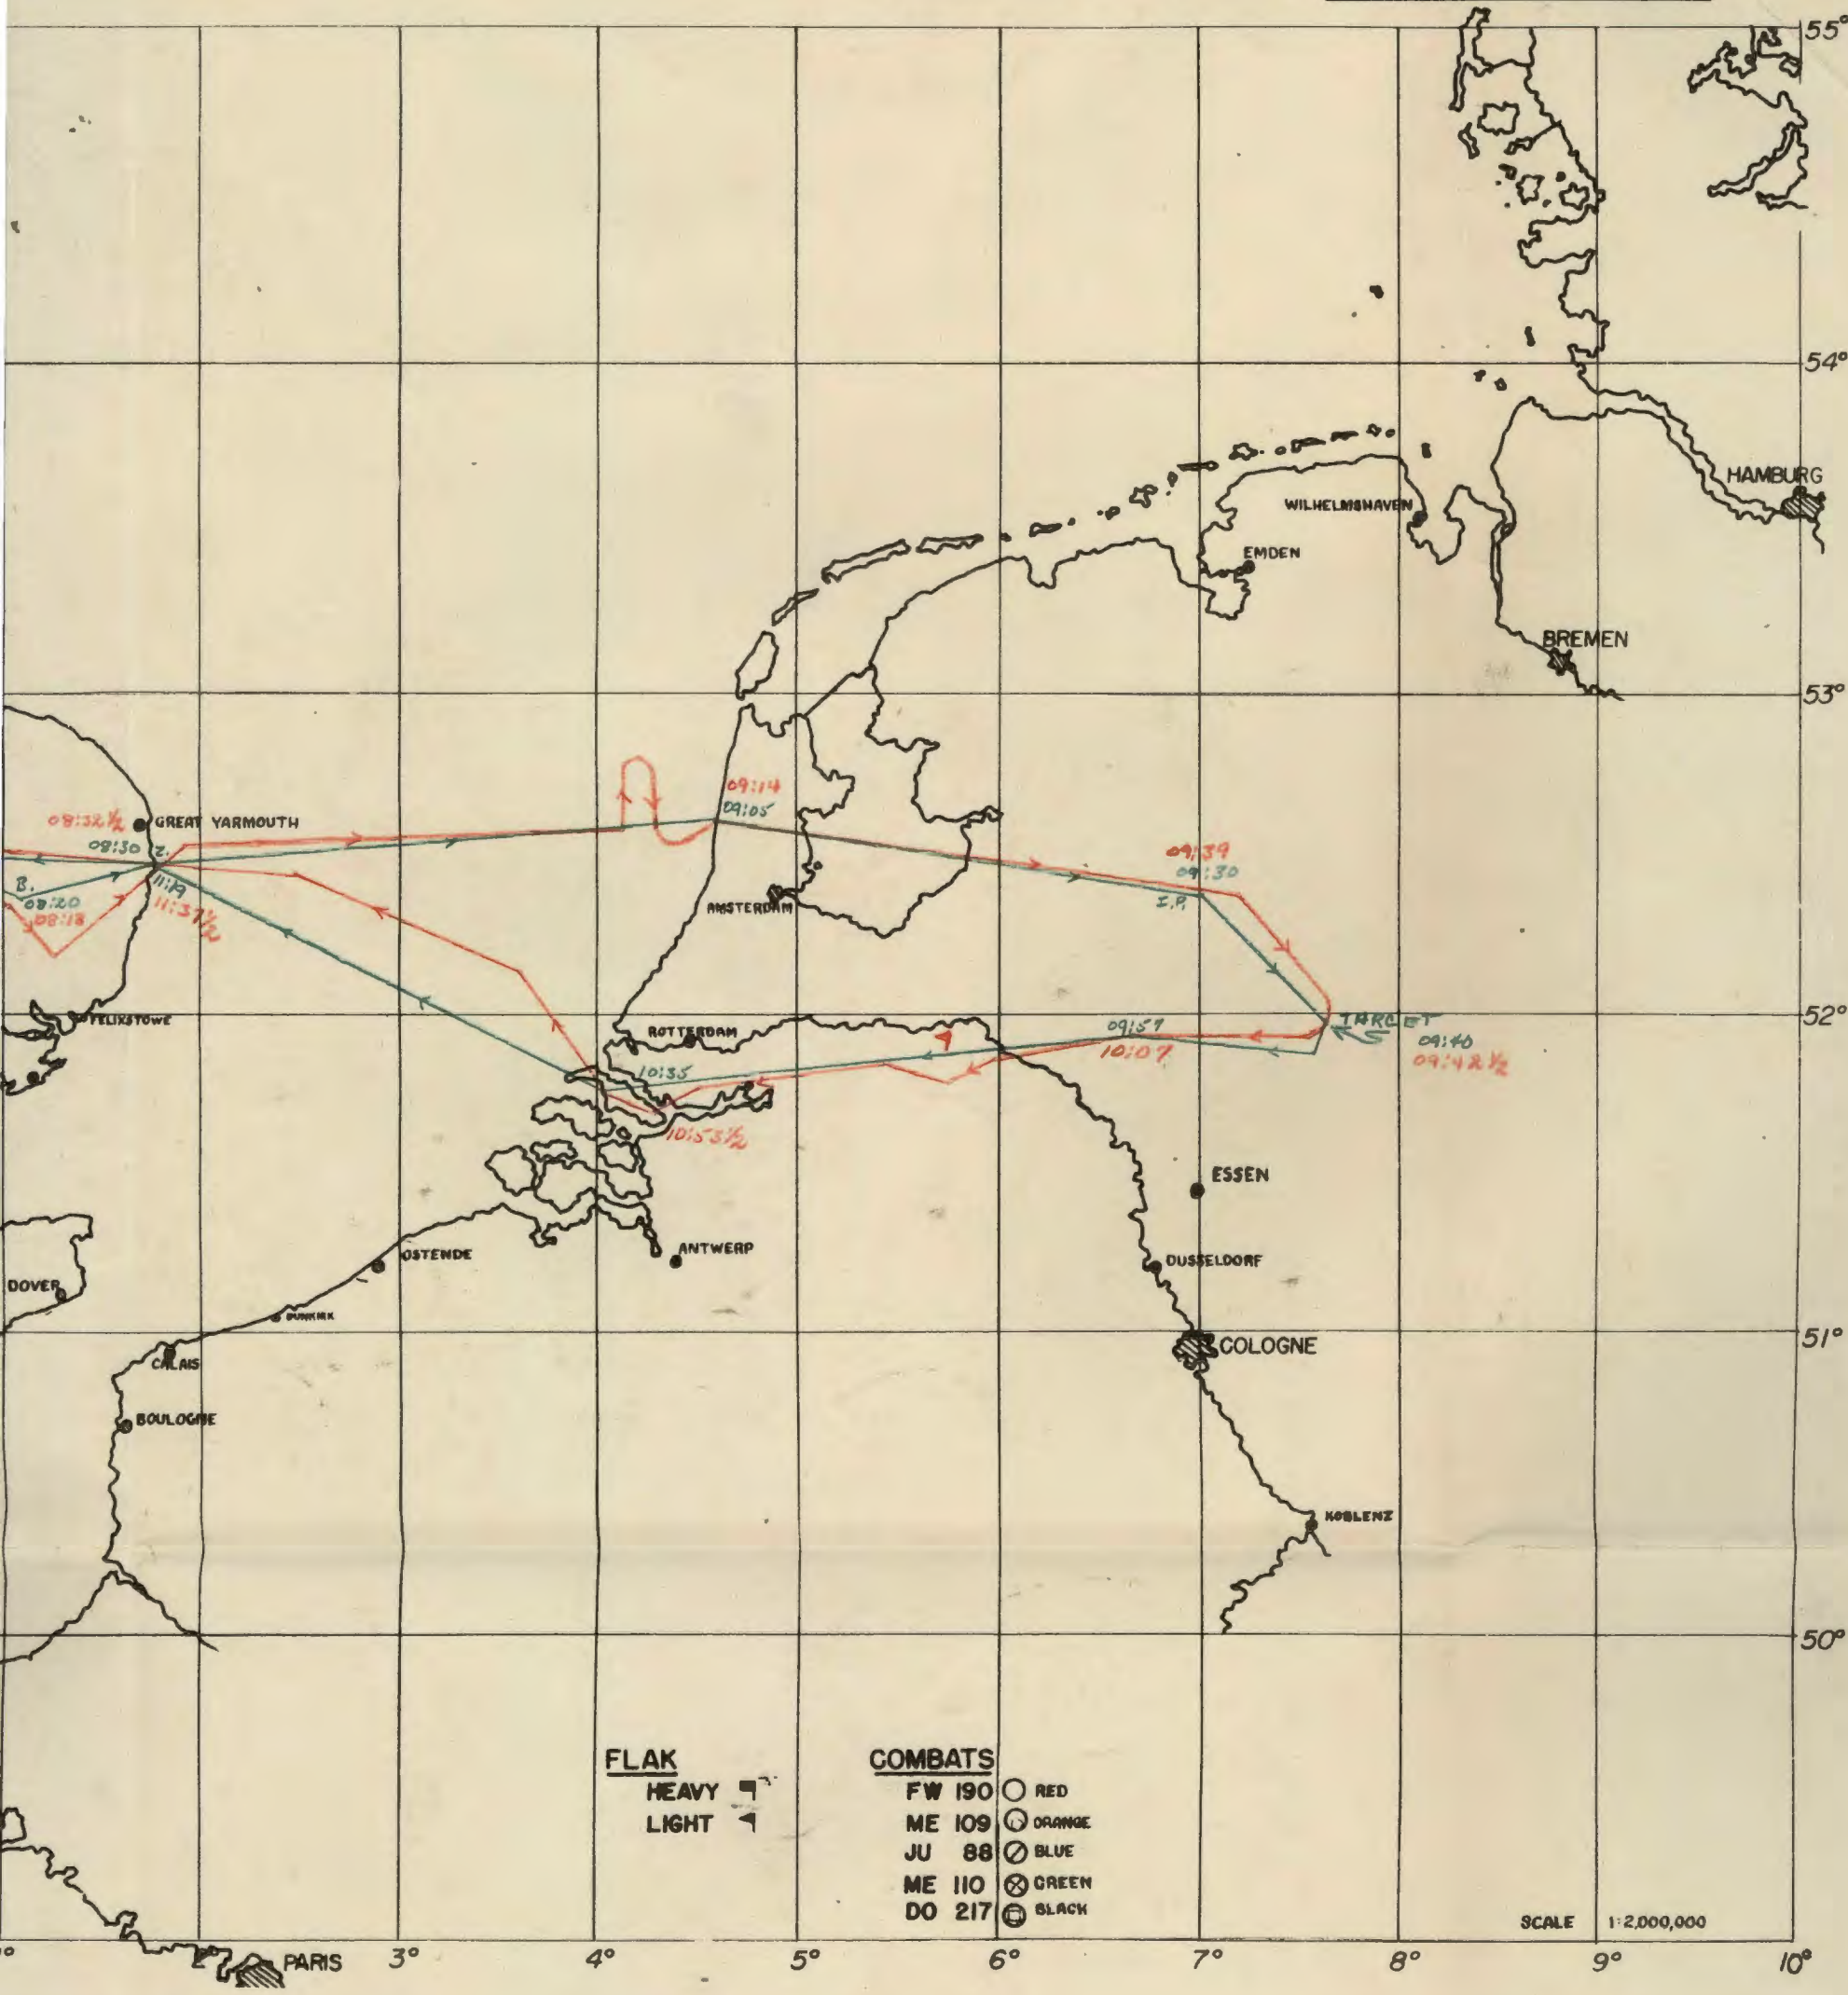 55°
54°
HAMBURG
WILHELMSHAVEN
EMDEN
BREMEN
53°
09:14
09:05
08:32½
GREAT YARMOUTH
08:30 Z.
09:39
09:30
I.P.
B.
08:20
08:18
11:19
11:37½
AMSTERDAM
FELIXSTOWE
ROTTERDAM
52°
TARGET
09:40
09:42½
09:57
10:07
10:35
10:53½
ESSEN
OSTENDE
ANTWERP
DUSSELDORF
DOVER
DUNKIRK
51°
CALAIS
COLOGNE
BOULOGNE
KOBLENZ
50°
FLAK
HEAVY
LIGHT
COMBATS
FW 190 RED
ME 109 ORANGE
JU 88 BLUE
ME 110 GREEN
DO 217 BLACK
SCALE 1:2,000,000
PARIS
2° 3° 4° 5° 6° 7° 8° 9° 10°